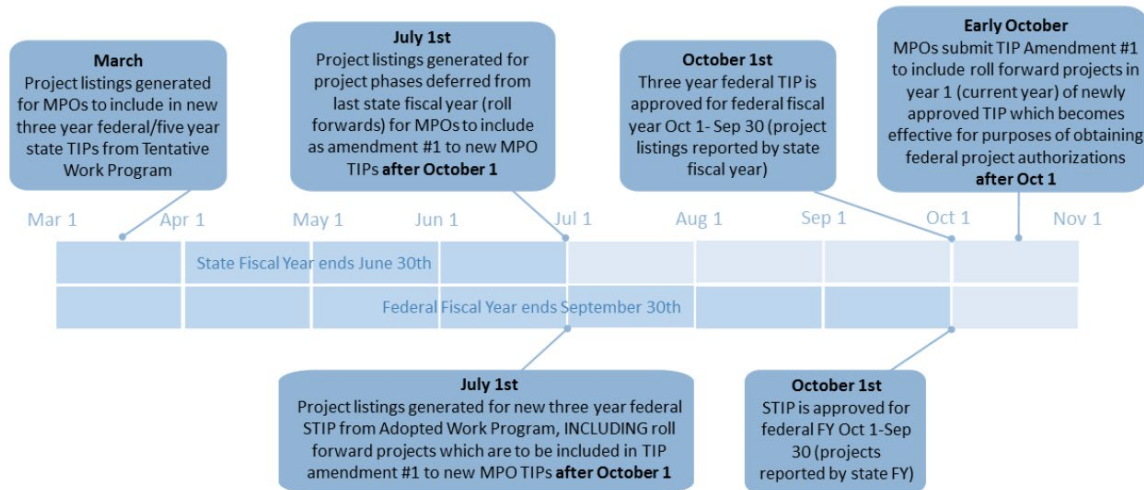 March
Project listings generated
for MPOs to include in new
three year federal/five year
state TIPs from Tentative
Work Program
July 1st
Project listings generated for
project phases deferred from
last state fiscal year (roll
forwards) for MPOs to include
as amendment #1 to new MPO
TIPs after October 1
October 1st
Three year federal TIP is
approved for federal fiscal
year Oct 1- Sep 30 (project
listings reported by state
fiscal year)
Early October
MPOs submit TIP Amendment #1
to include roll forward projects in
year 1 (current year) of newly
approved TIP which becomes
effective for purposes of obtaining
federal project authorizations
after Oct 1
Mar 1
Apr 1
May 1
Jun 1
Jul 1
Aug 1
Sep 1
Oct 1
Nov 1
State Fiscal Year ends June 30th
Federal Fiscal Year ends September 30th
July 1st
Project listings generated for new three year federal
STIP from Adopted Work Program, INCLUDING roll
forward projects which are to be included in TIP
amendment #1 to new MPO TIPs after October 1
October 1st
STIP is approved for
federal FY Oct 1-Sep
30 (projects
reported by state FY)